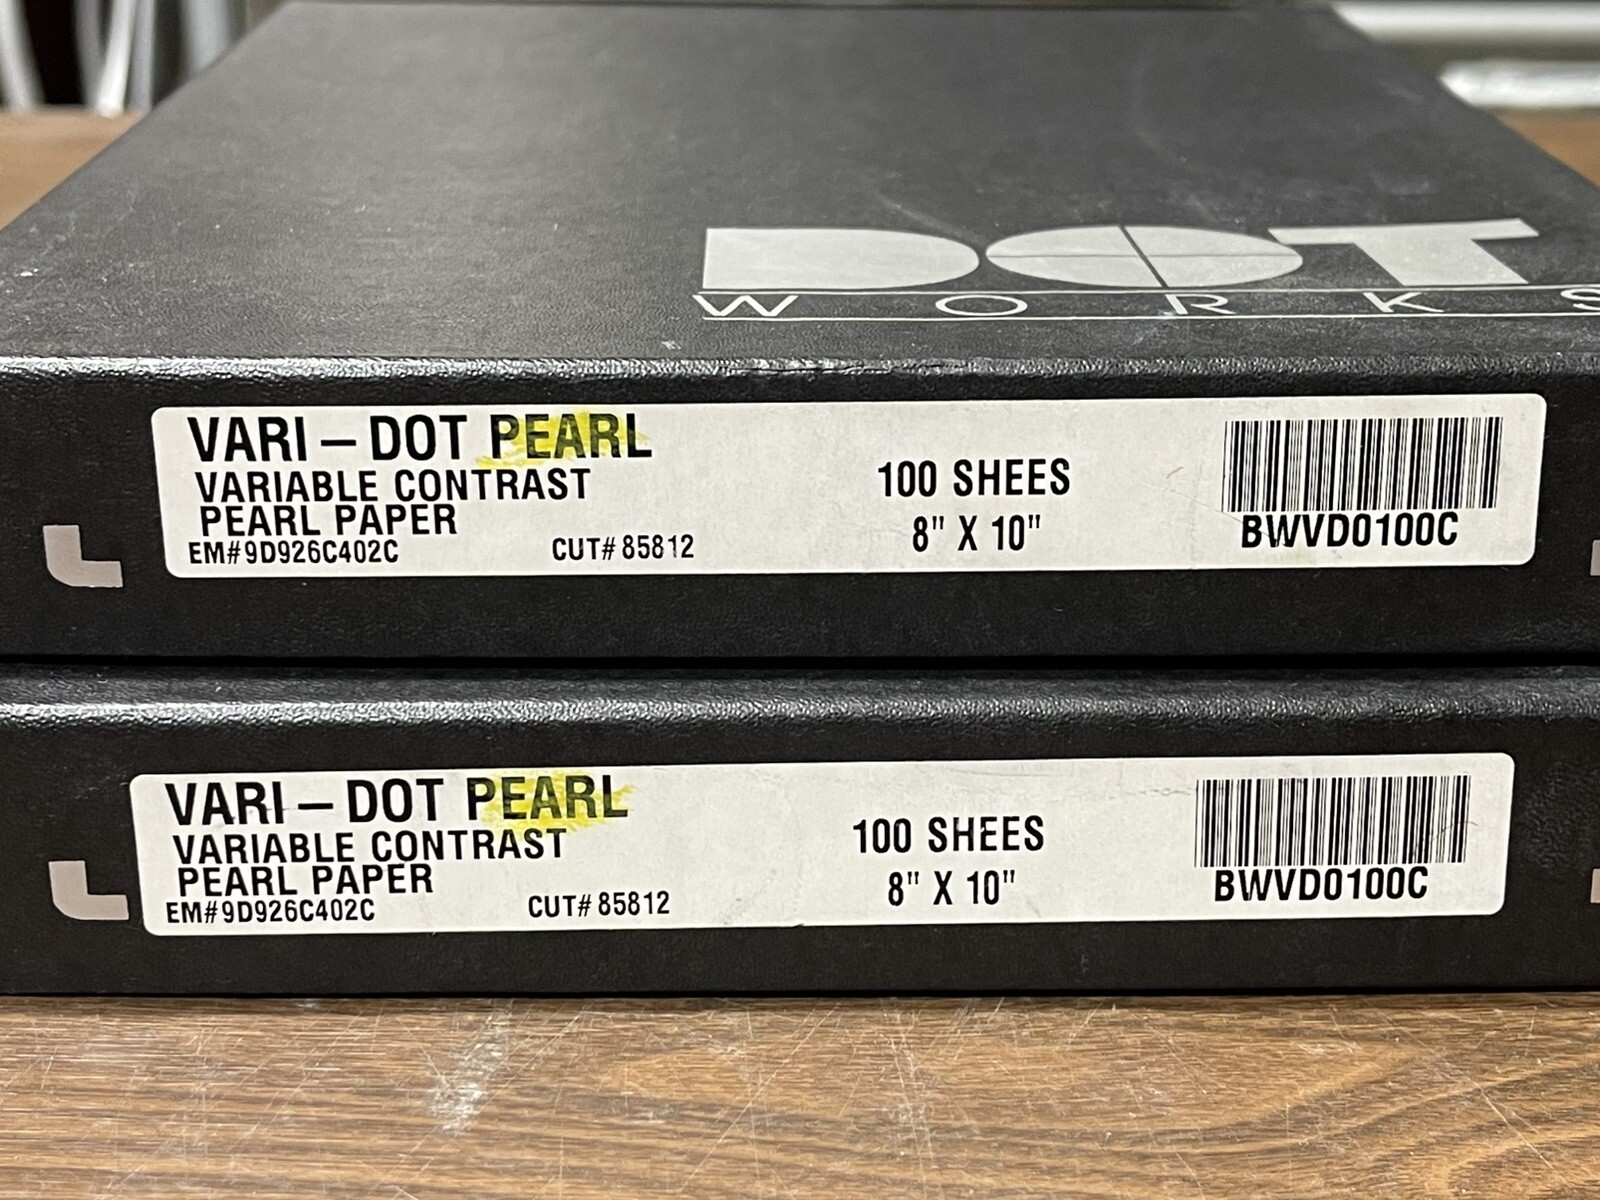 DOT
WORKS
VARI – DOT PEARL
VARIABLE CONTRAST
PEARL PAPER
EM#9D926C402C
CUT#85812
100 SHEES
8" X 10"
BWVD0100C
VARI – DOT PEARL
VARIABLE CONTRAST
PEARL PAPER
EM#9D926C402C
CUT#85812
100 SHEES
8" X 10"
BWVD0100C